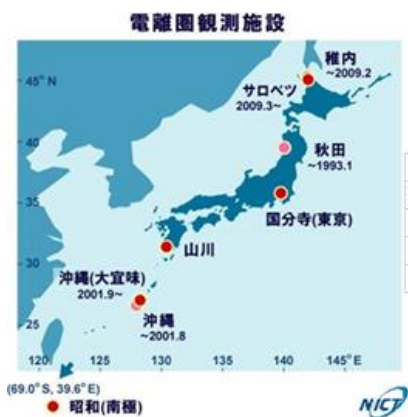 電離圏観測施設
45°N
稚内
~2009.2
サロベツ
2009.3~
40
秋田
~1993.1
35
国分寺(東京)
山川
30
沖縄(大宜味)
2001.9~
沖縄
~2001.8
25
120
125
130
135
140
145°E
(69.0°S, 39.6°E)
昭和(南極)
NICT